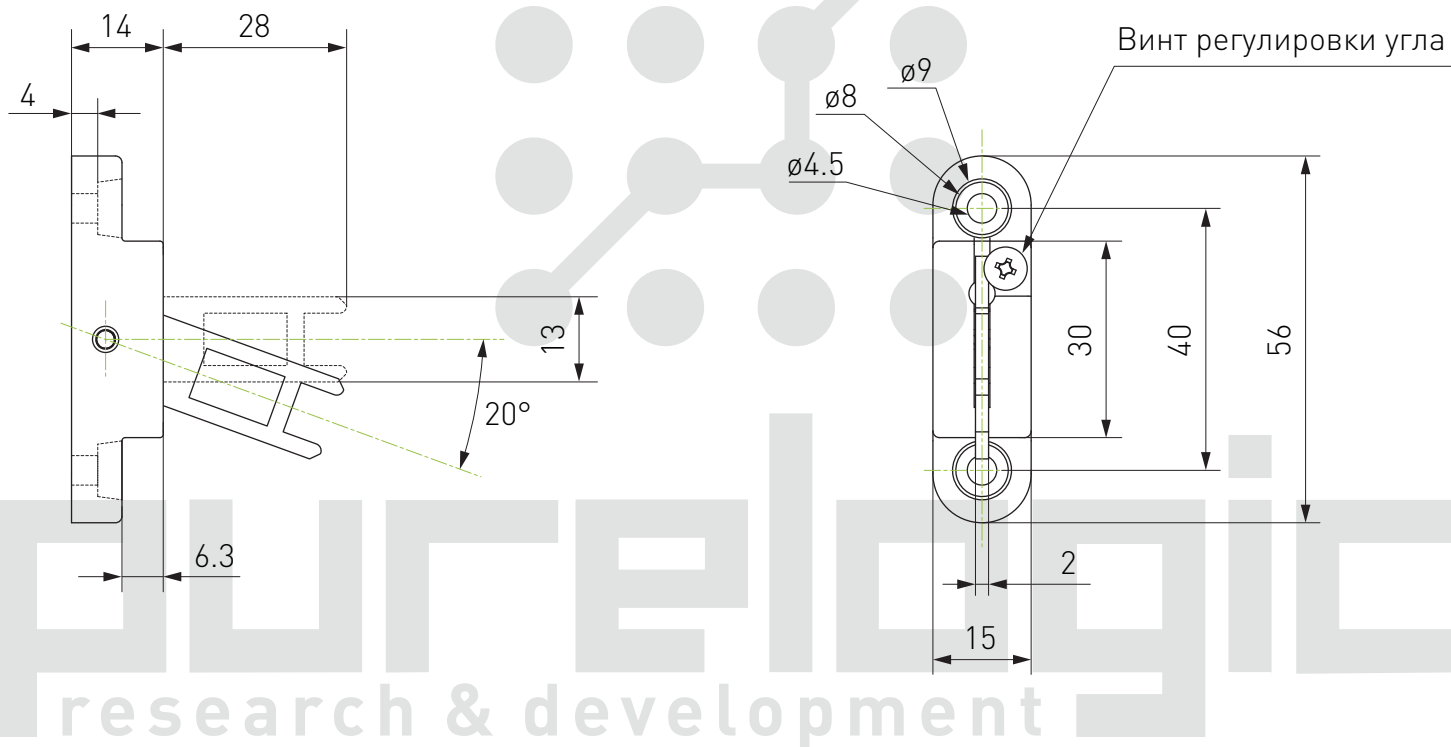 14
28
4
13
20°
6.3
Винт регулировки угла
ø9
ø8
ø4.5
30
40
56
2
15
purelogic
research & development